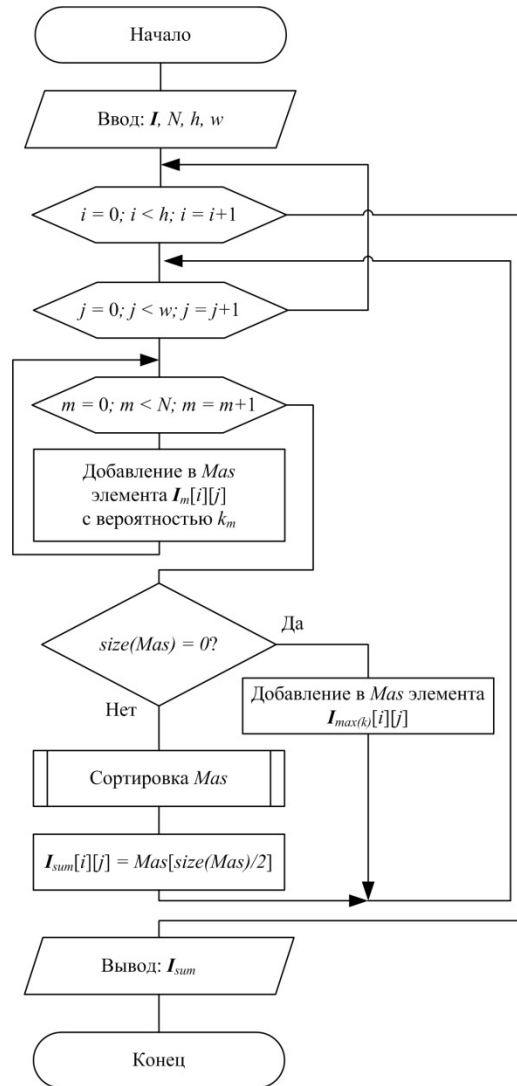 Начало
Ввод: I, N, h, w
i = 0; i < h; i = i+1
j = 0; j < w; j = j+1
m = 0; m < N; m = m+1
Добавление в Mas
элемента Im[i][j]
с вероятностью km
size(Mas) = 0?
Да
Нет
Добавление в Mas элемента
Imax(k)[i][j]
Сортировка Mas
Isum[i][j] = Mas[size(Mas)/2]
Вывод: Isum
Конец